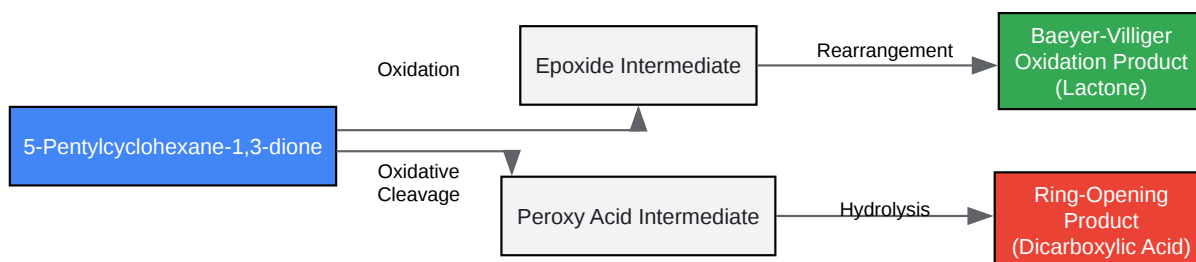 5-Pentylcyclohexane-1,3-dione
Oxidation
Epoxide Intermediate
Rearrangement
Baeyer-Villiger
Oxidation Product
(Lactone)
Oxidative
Cleavage
Peroxy Acid Intermediate
Hydrolysis
Ring-Opening
Product
(Dicarboxylic Acid)